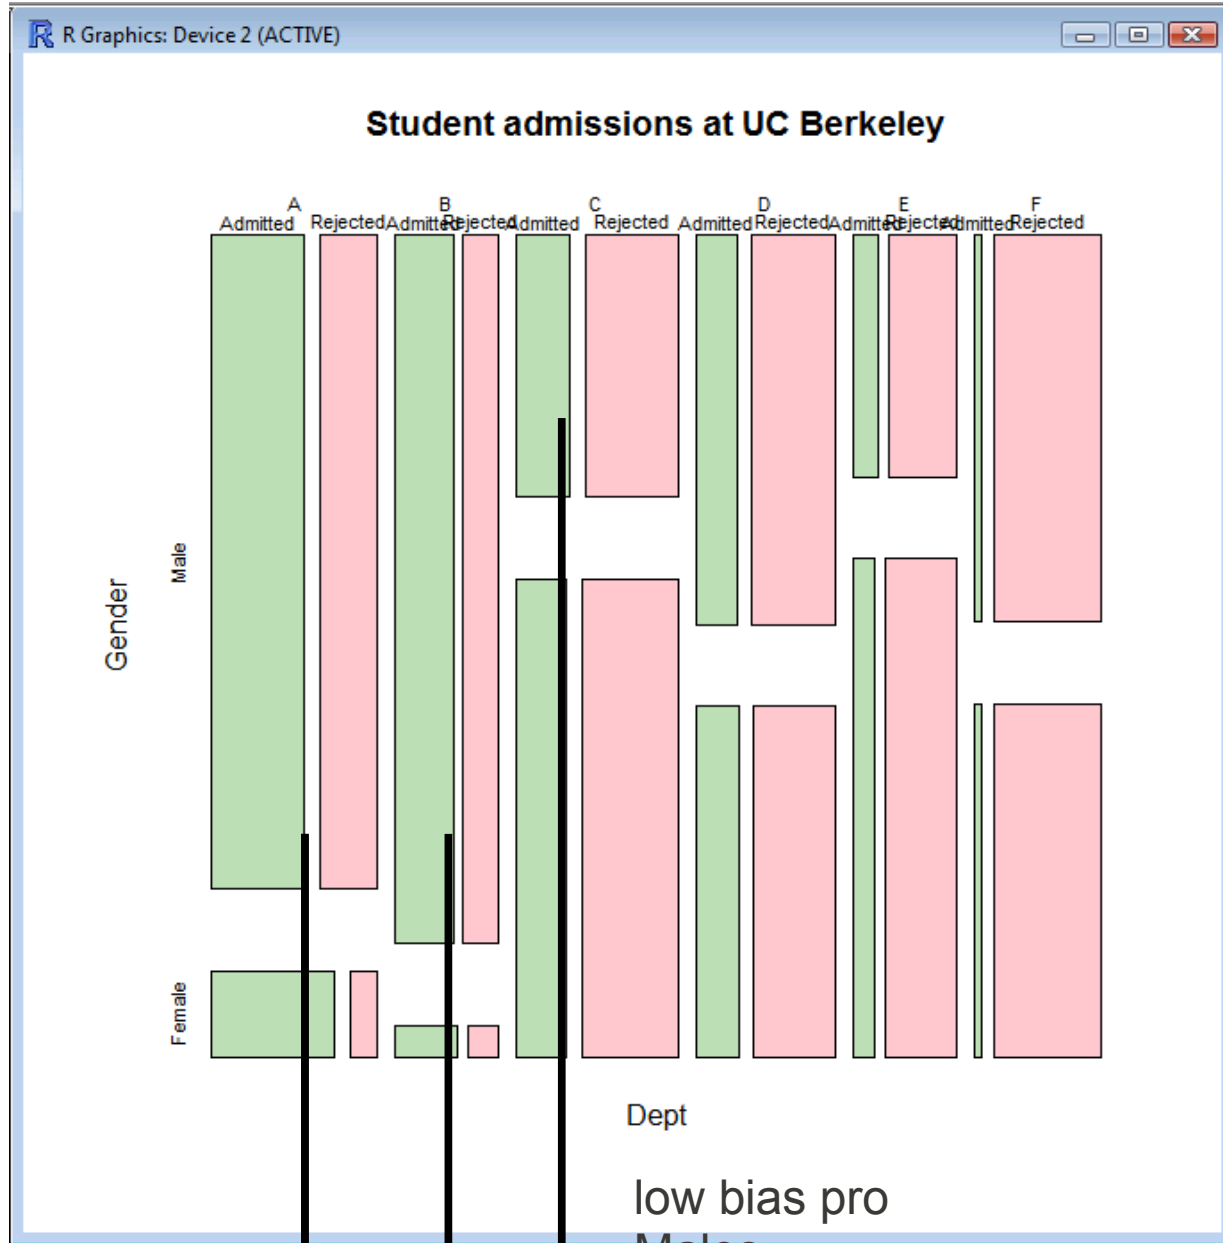 R Graphics: Device 2 (ACTIVE)
Student admissions at UC Berkeley
A B C D E F
Admitted Rejected Admitted Rejected Admitted Rejected Admitted Rejected Admitted Rejected Admitted Rejected
Gender
Male
Female
Dept
low bias pro
Males